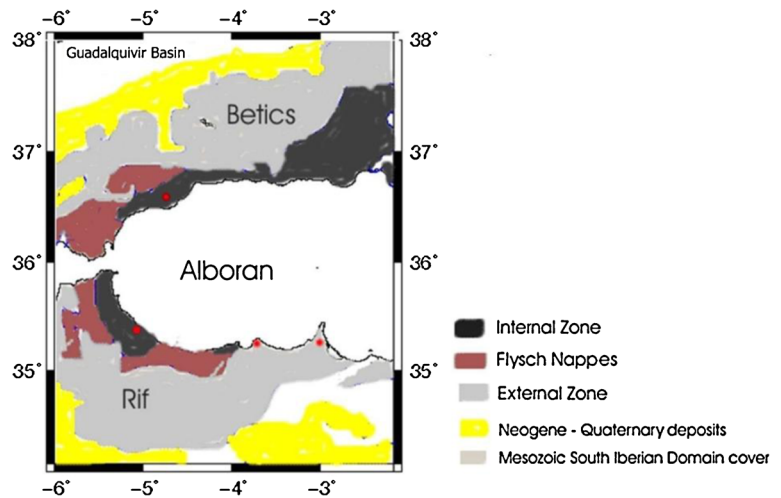 −6° −5° −4° −3°
38° 38°
Guadalquivir Basin
Betics
37° 37°
36° 36°
Alboran
Internal Zone
Flysch Nappes
35° 35°
External Zone
Rif
Neogene - Quaternary deposits
Mesozoic South Iberian Domain cover
−6° −5° −4° −3°